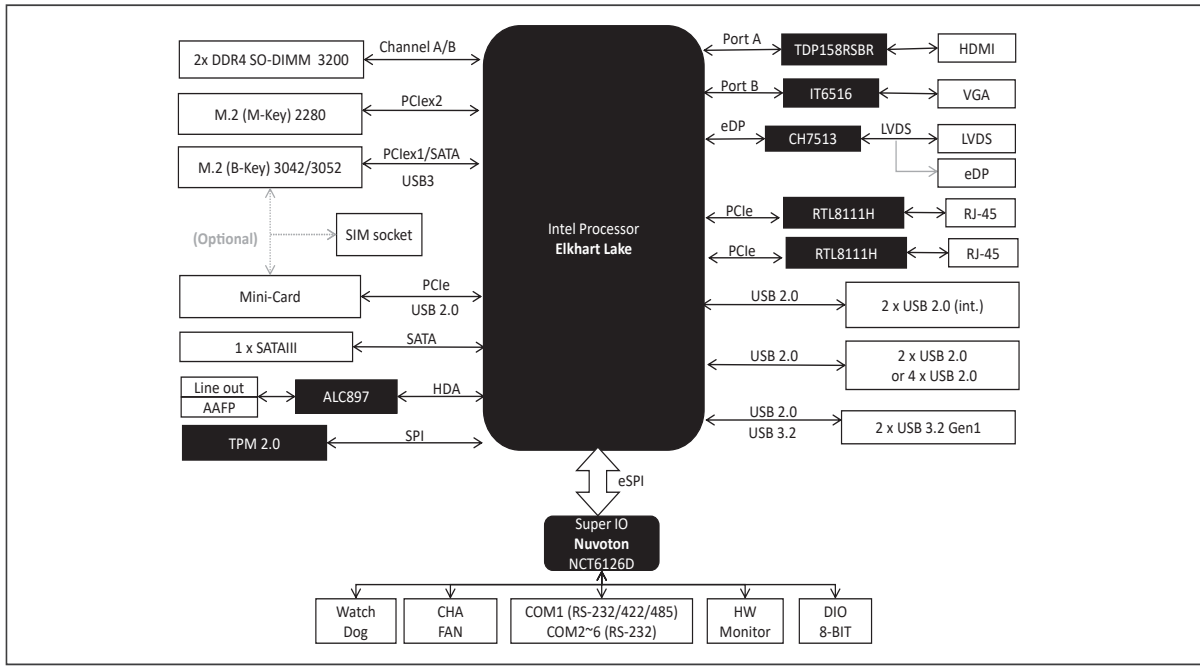 2x DDR4 SO-DIMM 3200
Channel A/B
M.2 (M-Key) 2280
PCIex2
M.2 (B-Key) 3042/3052
PCIex1/SATA
USB3
(Optional)
SIM socket
Mini-Card
PCIe
USB 2.0
1 x SATAIII
SATA
Line out
AAFP
ALC897
HDA
TPM 2.0
SPI
Intel Processor
Elkhart Lake
Port A
TDP158RSBR
HDMI
Port B
IT6516
VGA
eDP
CH7513
LVDS
LVDS
eDP
PCIe
RTL8111H
RJ-45
PCIe
RTL8111H
RJ-45
USB 2.0
2 x USB 2.0 (int.)
USB 2.0
2 x USB 2.0
or 4 x USB 2.0
USB 2.0
USB 3.2
2 x USB 3.2 Gen1
eSPI
Super IO
Nuvoton
NCT6126D
Watch
Dog
CHA
FAN
COM1 (RS-232/422/485)
COM2~6 (RS-232)
HW
Monitor
DIO
8-BIT